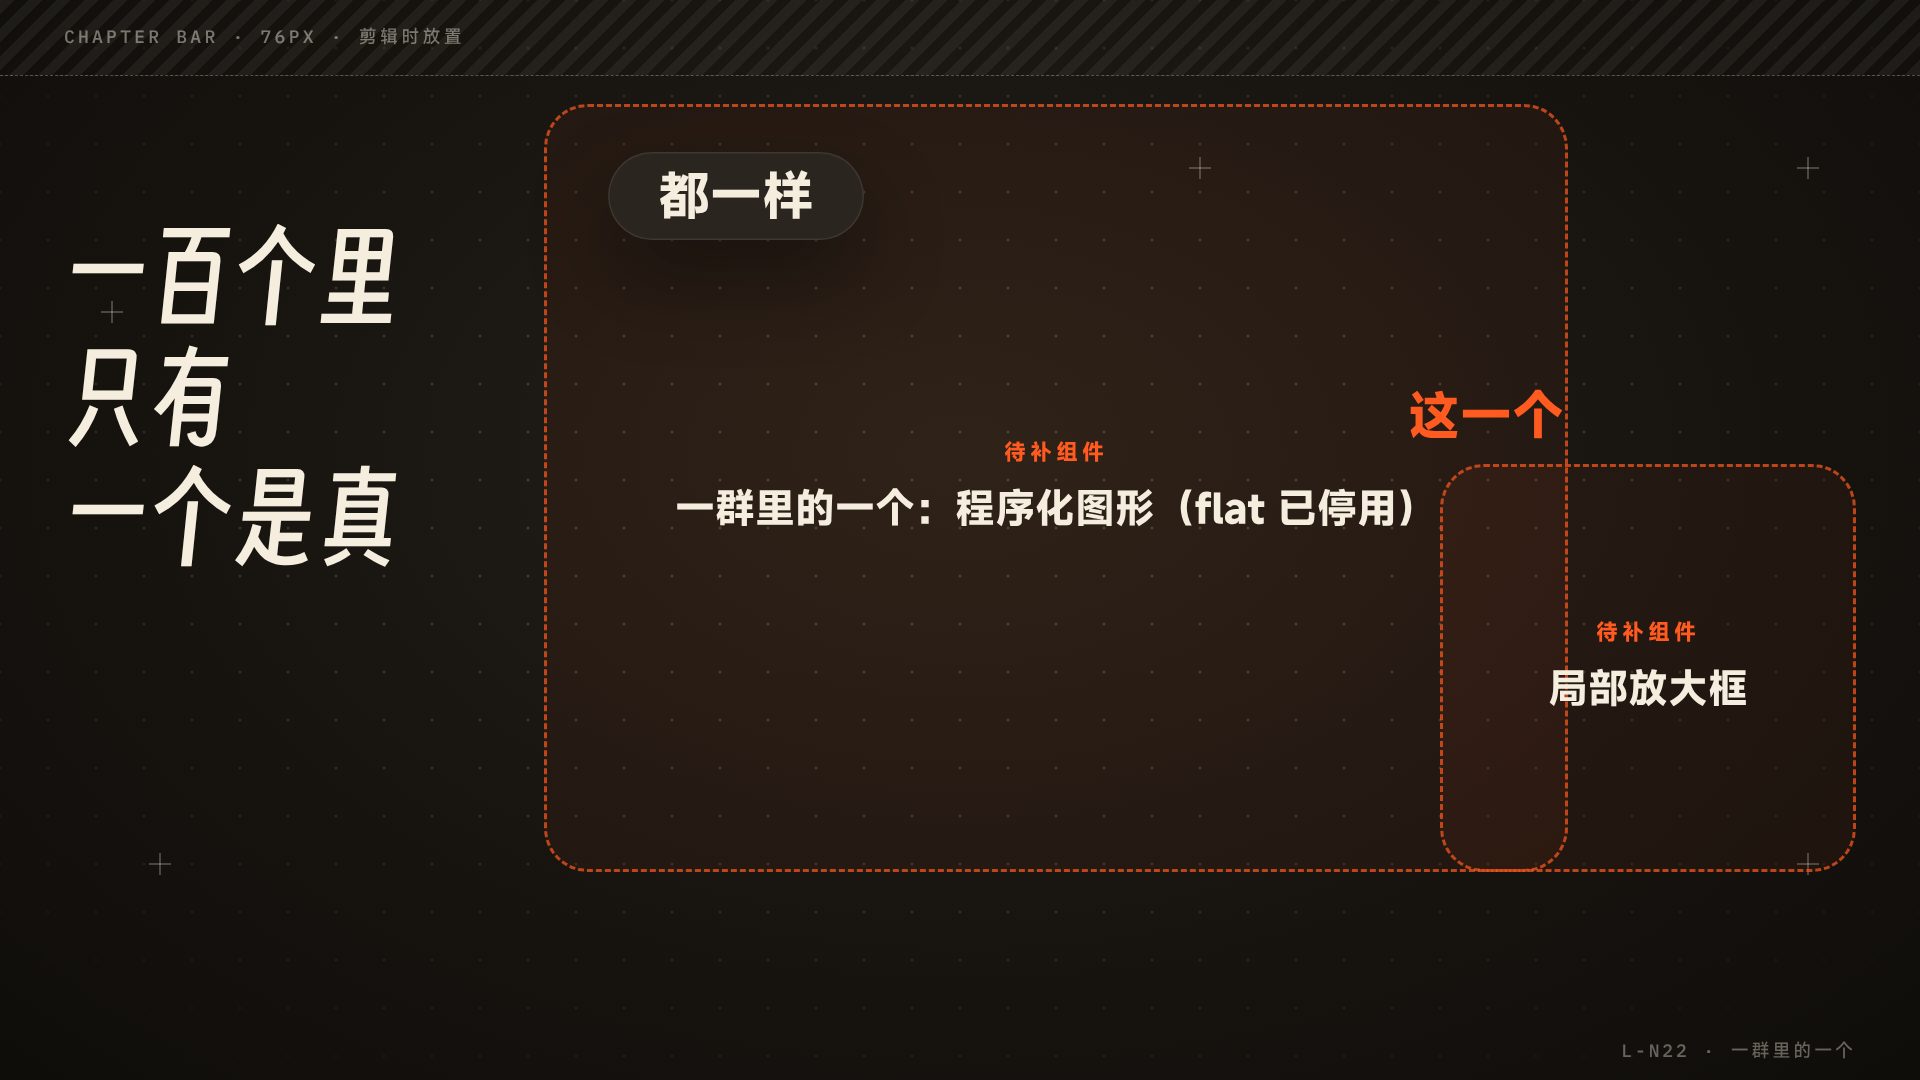 CHAPTER BAR · 76PX · 剪辑时放置
一百个里
只有
一个是真
都一样
这一个
待补组件
一群里的一个：程序化图形（flat 已停用）
待补组件
局部放大框
L-N22 · 一群里的一个